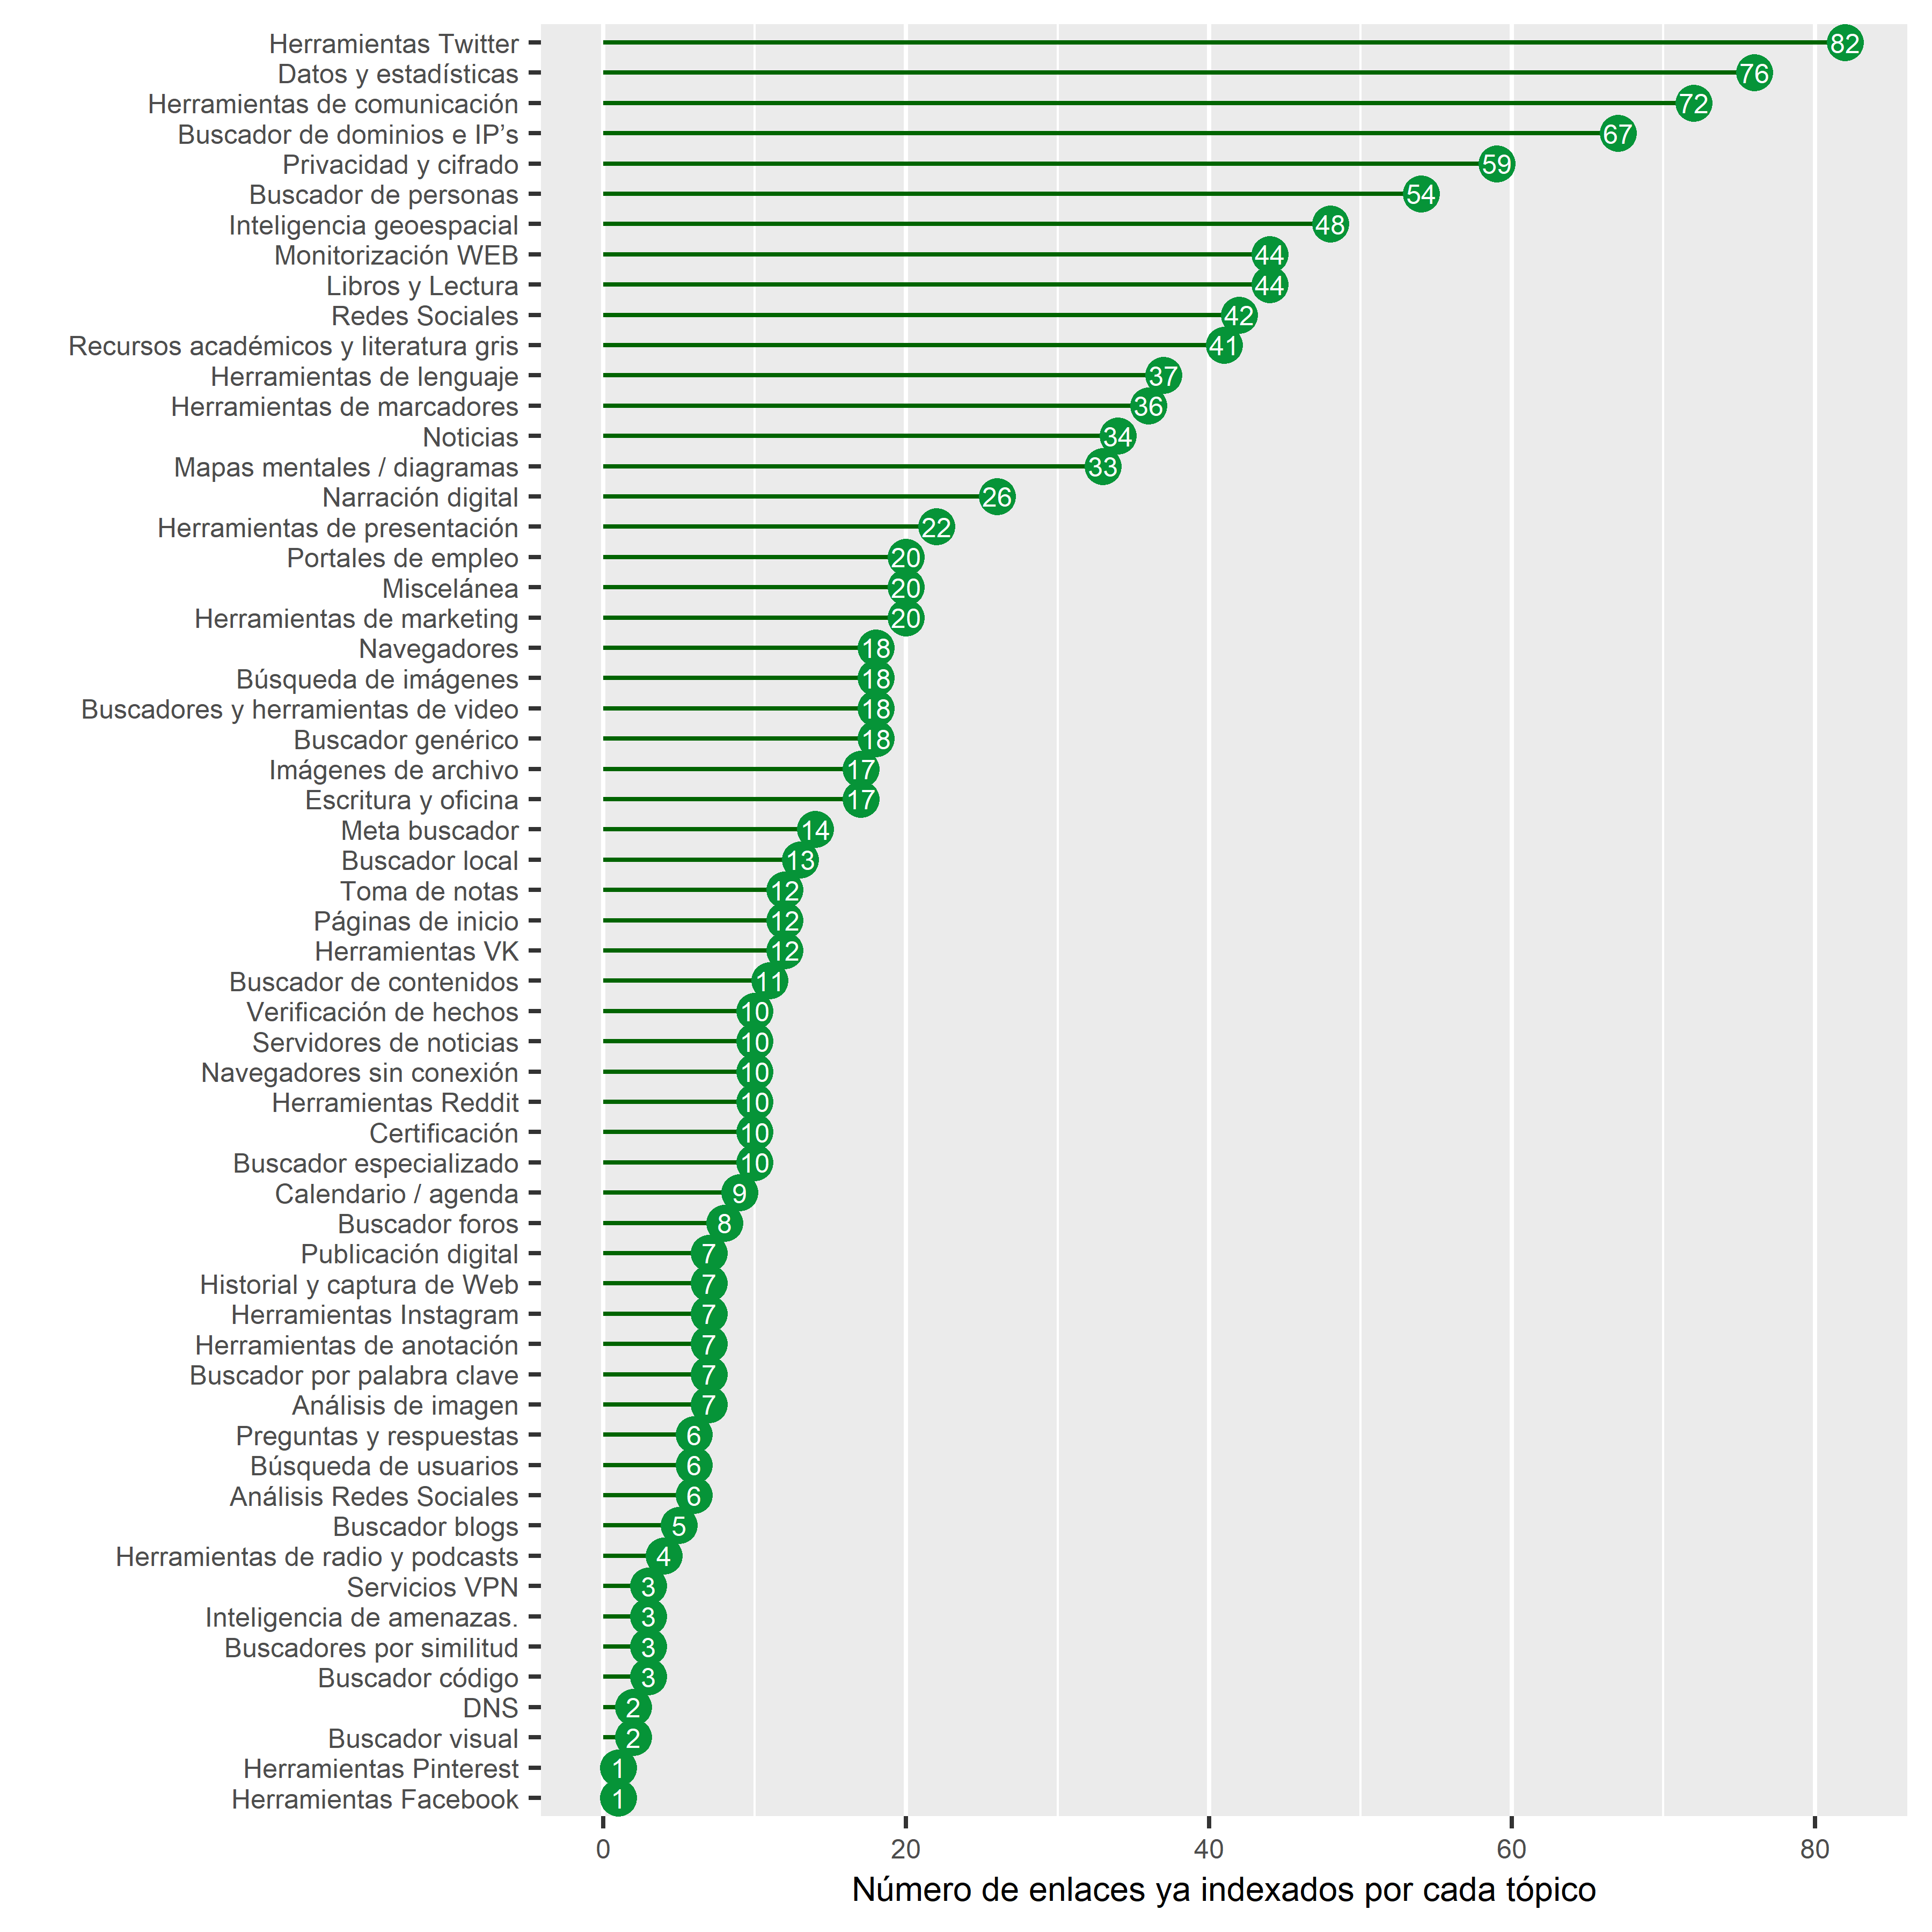 Herramientas Twitter 82
Datos y estadísticas 76
Herramientas de comunicación 72
Buscador de dominios e IP’s 67
Privacidad y cifrado 59
Buscador de personas 54
Inteligencia geoespacial 48
Monitorización WEB 44
Libros y Lectura 44
Redes Sociales 42
Recursos académicos y literatura gris 41
Herramientas de lenguaje 37
Herramientas de marcadores 36
Noticias 34
Mapas mentales / diagramas 33
Narración digital 26
Herramientas de presentación 22
Portales de empleo 20
Miscelánea 20
Herramientas de marketing 20
Navegadores 18
Búsqueda de imágenes 18
Buscadores y herramientas de video 18
Buscador genérico 18
Imágenes de archivo 17
Escritura y oficina 17
Meta buscador 14
Buscador local 13
Toma de notas 12
Páginas de inicio 12
Herramientas VK 12
Buscador de contenidos 11
Verificación de hechos 10
Servidores de noticias 10
Navegadores sin conexión 10
Herramientas Reddit 10
Certificación 10
Buscador especializado 10
Calendario / agenda 9
Buscador foros 8
Publicación digital 7
Historial y captura de Web 7
Herramientas Instagram 7
Herramientas de anotación 7
Buscador por palabra clave 7
Análisis de imagen 7
Preguntas y respuestas 6
Búsqueda de usuarios 6
Análisis Redes Sociales 6
Buscador blogs 5
Herramientas de radio y podcasts 4
Servicios VPN 3
Inteligencia de amenazas. 3
Buscadores por similitud 3
Buscador código 3
DNS 2
Buscador visual 2
Herramientas Pinterest 1
Herramientas Facebook 1
0 20 40 60 80
Número de enlaces ya indexados por cada tópico